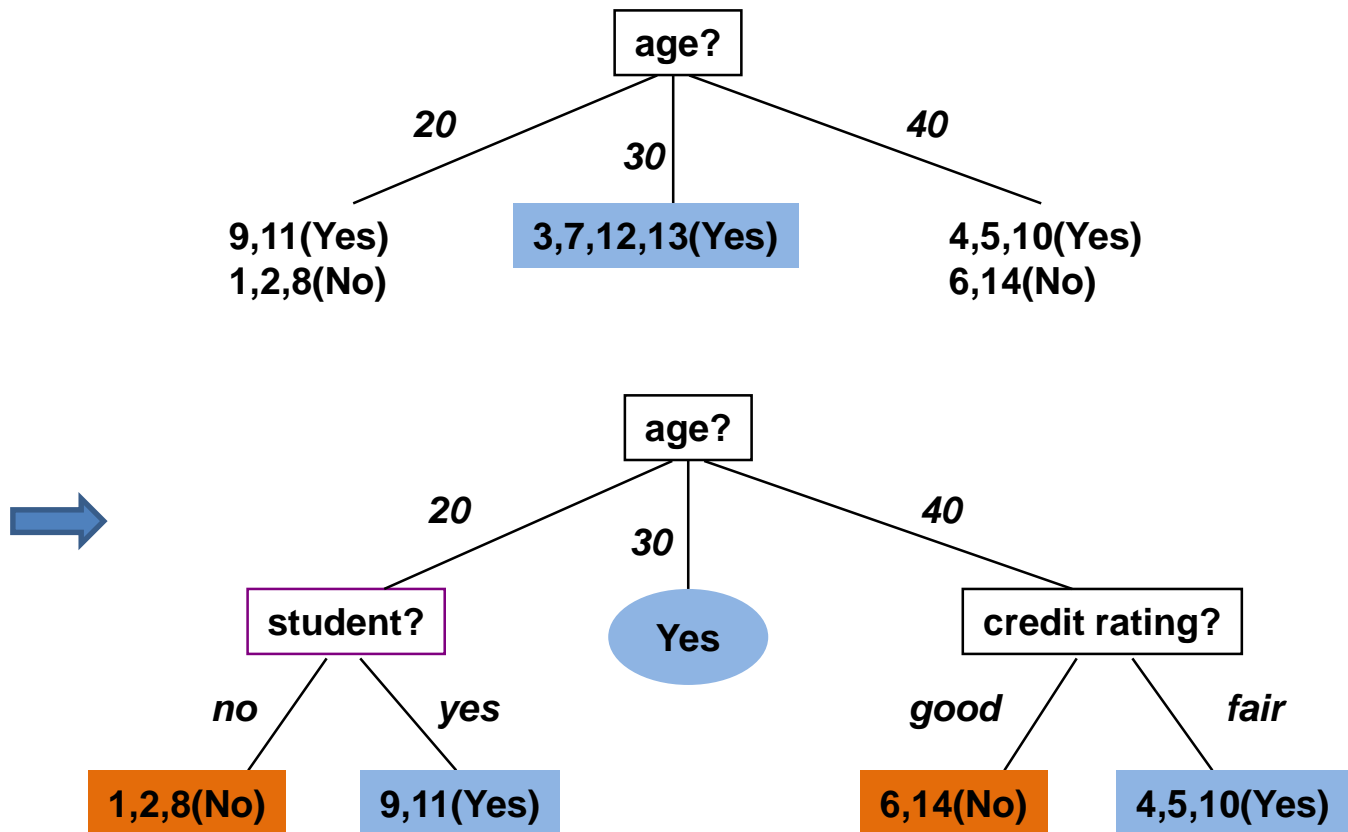 age?
20
30
40
9,11(Yes)
1,2,8(No)
3,7,12,13(Yes)
4,5,10(Yes)
6,14(No)
age?
20
30
40
student?
Yes
credit rating?
no
yes
good
fair
1,2,8(No)
9,11(Yes)
6,14(No)
4,5,10(Yes)